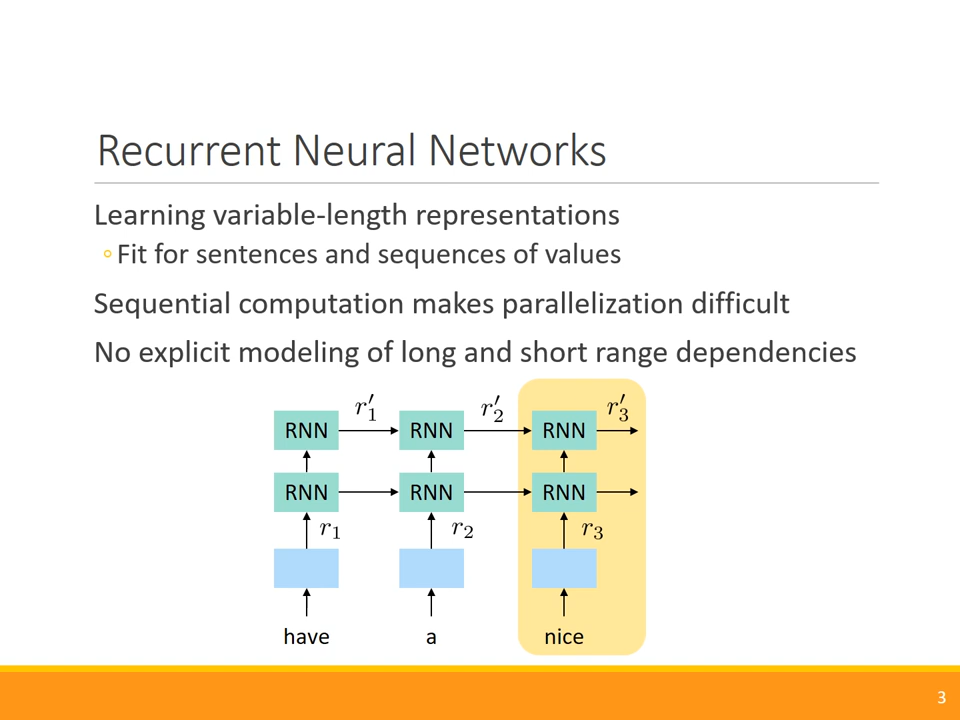 Recurrent Neural Networks
Learning variable-length representations
◦ Fit for sentences and sequences of values
Sequential computation makes parallelization difficult
No explicit modeling of long and short range dependencies
r′₁ r′₂ r′₃
RNN RNN RNN
RNN RNN RNN
r₁ r₂ r₃
have a nice
3